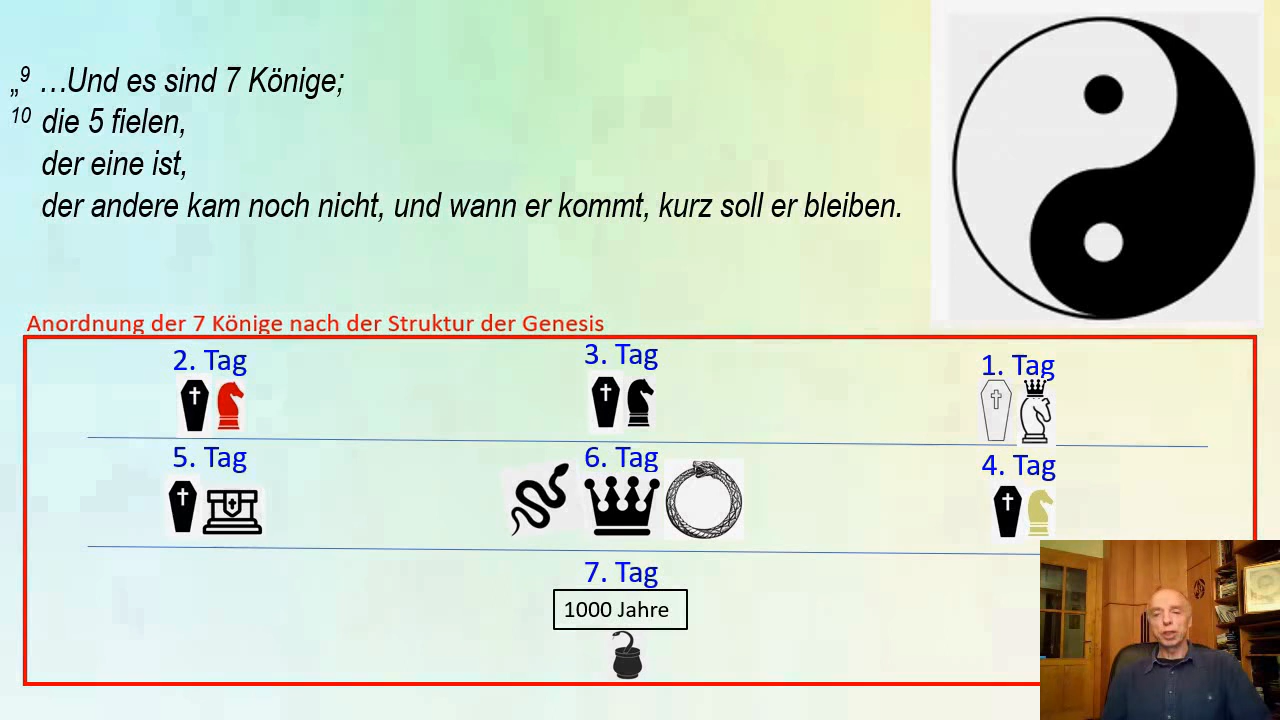 „9 …Und es sind 7 Könige;
10 die 5 fielen,
der eine ist,
der andere kam noch nicht, und wann er kommt, kurz soll er bleiben.
Anordnung der 7 Könige nach der Struktur der Genesis
2. Tag 3. Tag 1. Tag
5. Tag 6. Tag 4. Tag
7. Tag
1000 Jahre